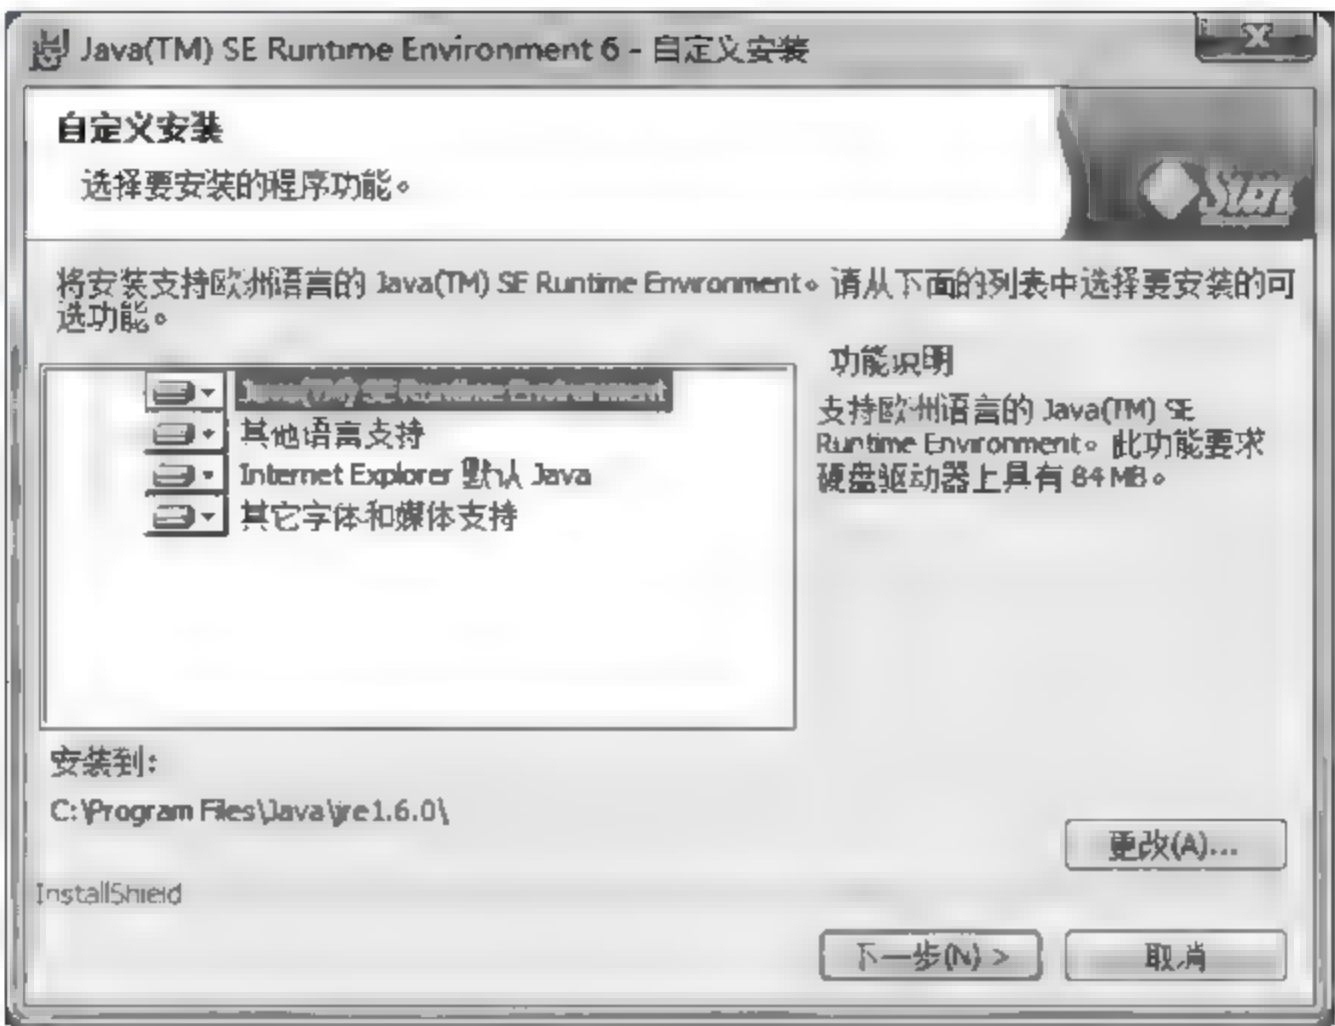 Java(TM) SE Runtime Environment 6 - 自定义安装
自定义安装
选择要安装的程序功能。
Sun
将安装支持欧洲语言的 Java(TM) SE Runtime Environment。请从下面的列表中选择要安装的可
选功能。
Java(TM) SE Runtime Environment
其他语言支持
Internet Explorer 默认 Java
其它字体和媒体支持
功能说明
支持欧洲语言的 Java(TM) SE
Runtime Environment。此功能要求
硬盘驱动器上具有 84 MB。
安装到:
C:\Program Files\Java\jre1.6.0\
更改(A)...
InstallShield
下一步(N) >
取消